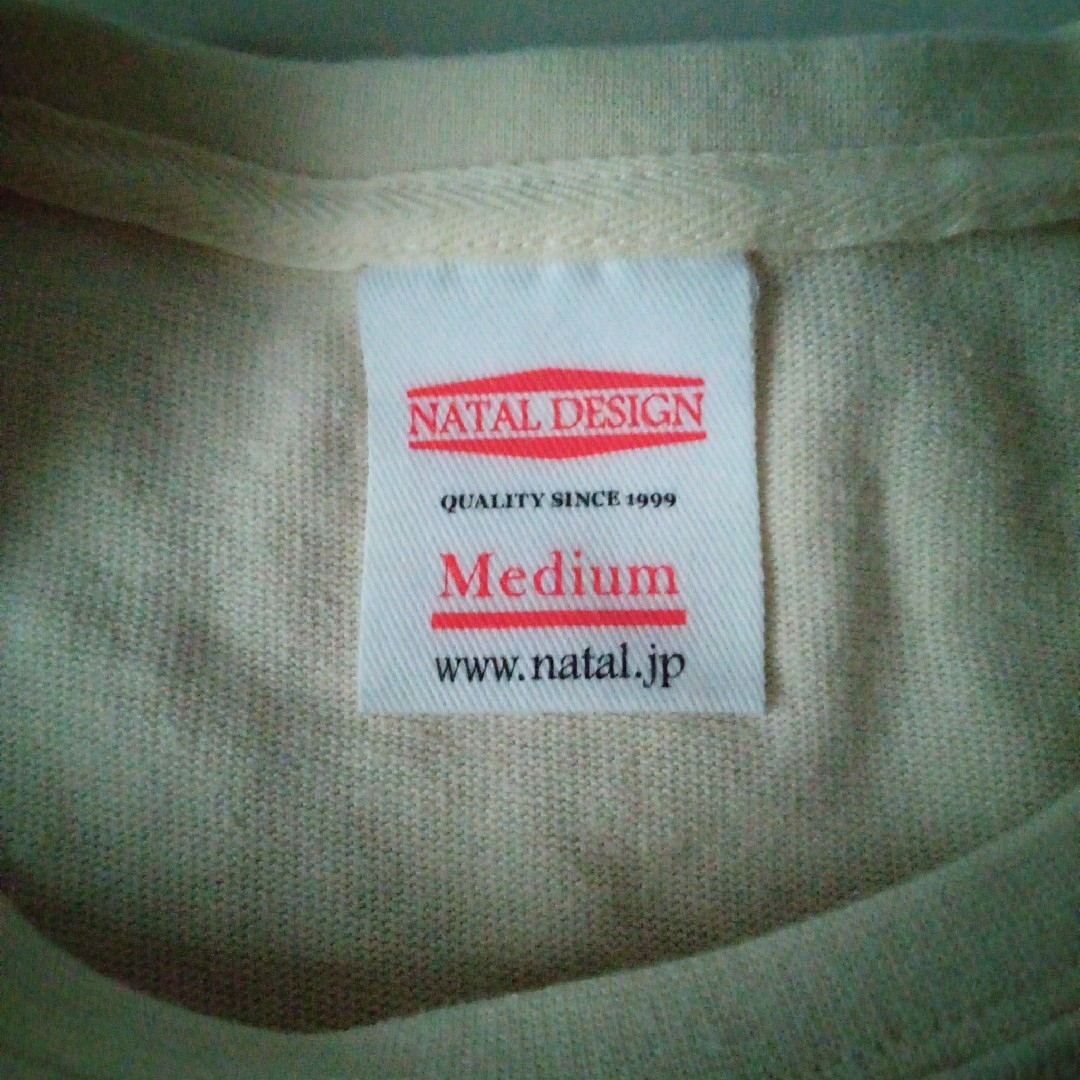 NATAL DESIGN
QUALITY SINCE 1999
Medium
www.natal.jp